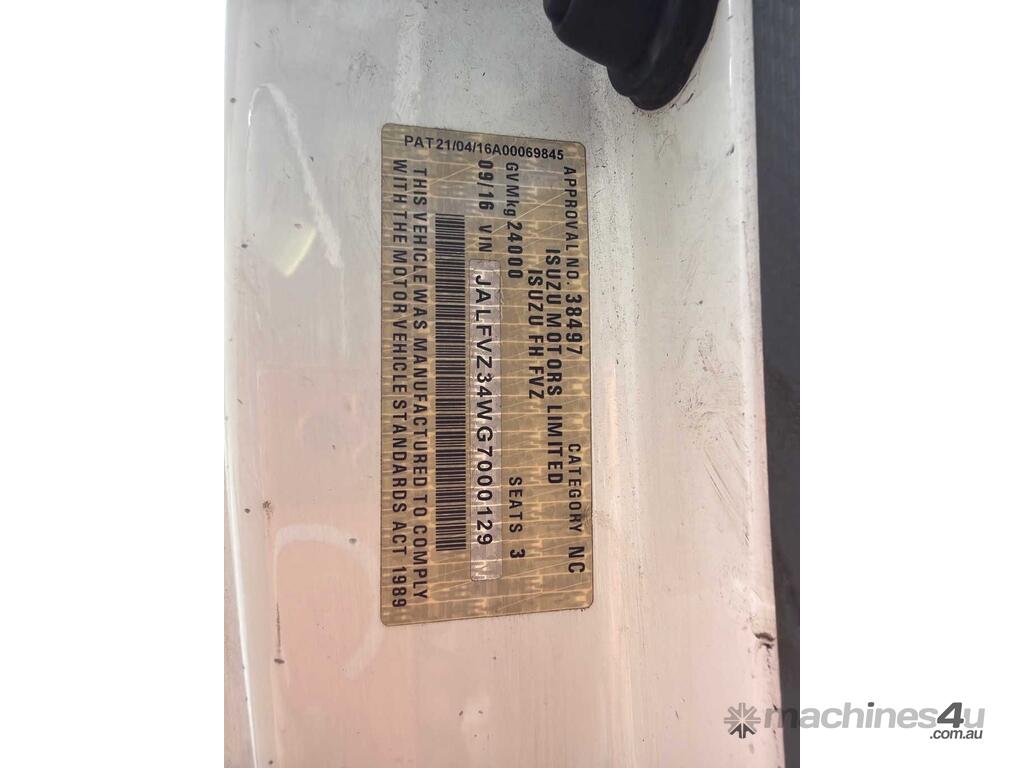 APPROVAL NO. 38497 CATEGORY NC
ISUZU MOTORS LIMITED
ISUZU FH FVZ
GVMkg 24000 SEATS 3
09/16 VIN JALFVZ34WG7000129
THIS VEHICLE WAS MANUFACTURED TO COMPLY
WITH THE MOTOR VEHICLE STANDARDS ACT 1989
PAT21/04/16A00069845
machines4u
.com.au